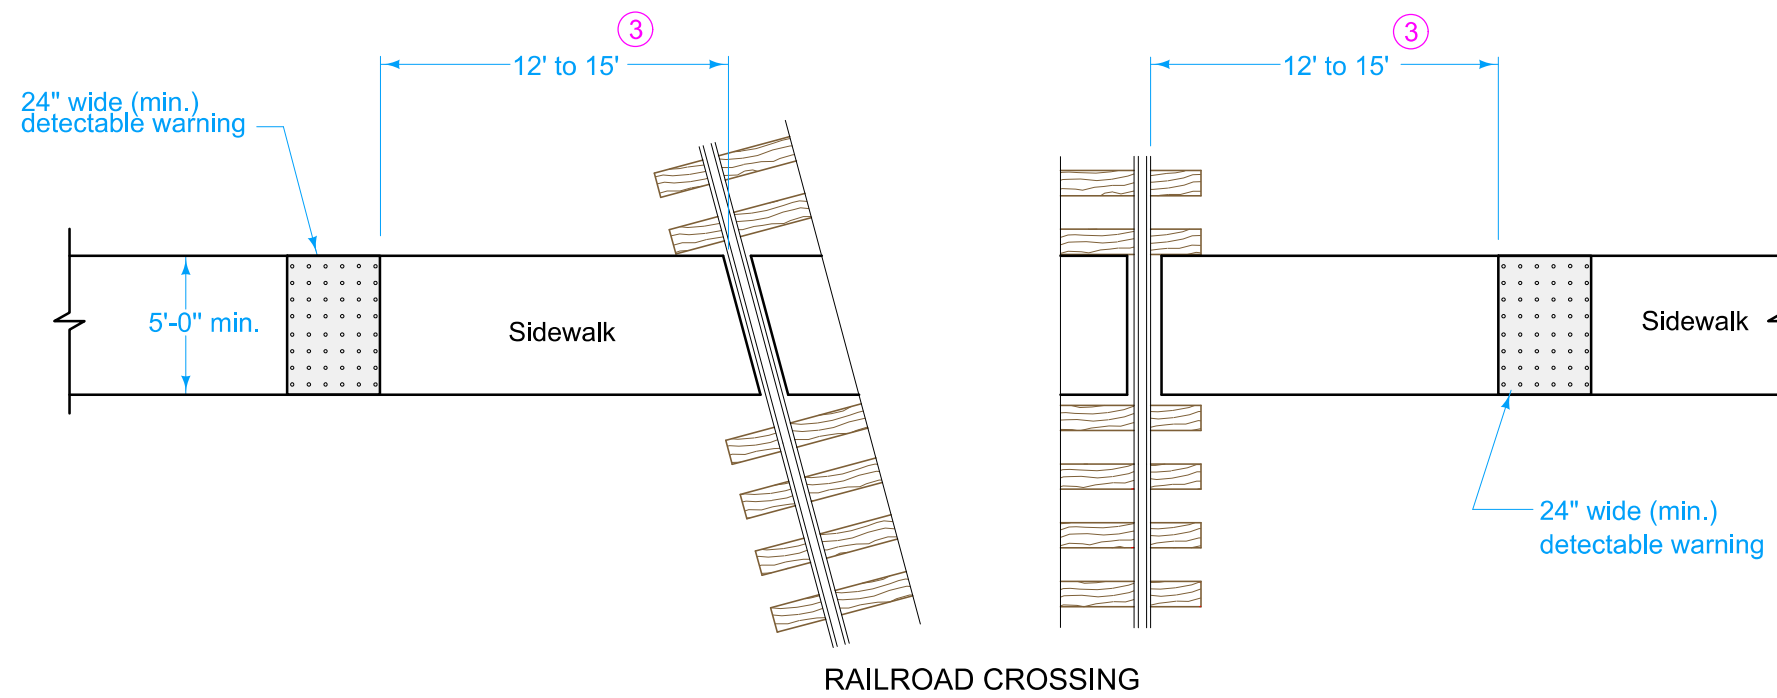 3
3
12' to 15'
12' to 15'
24" wide (min.)
detectable warning
5'-0" min.
Sidewalk
Sidewalk
24" wide (min.)
detectable warning
RAILROAD CROSSING